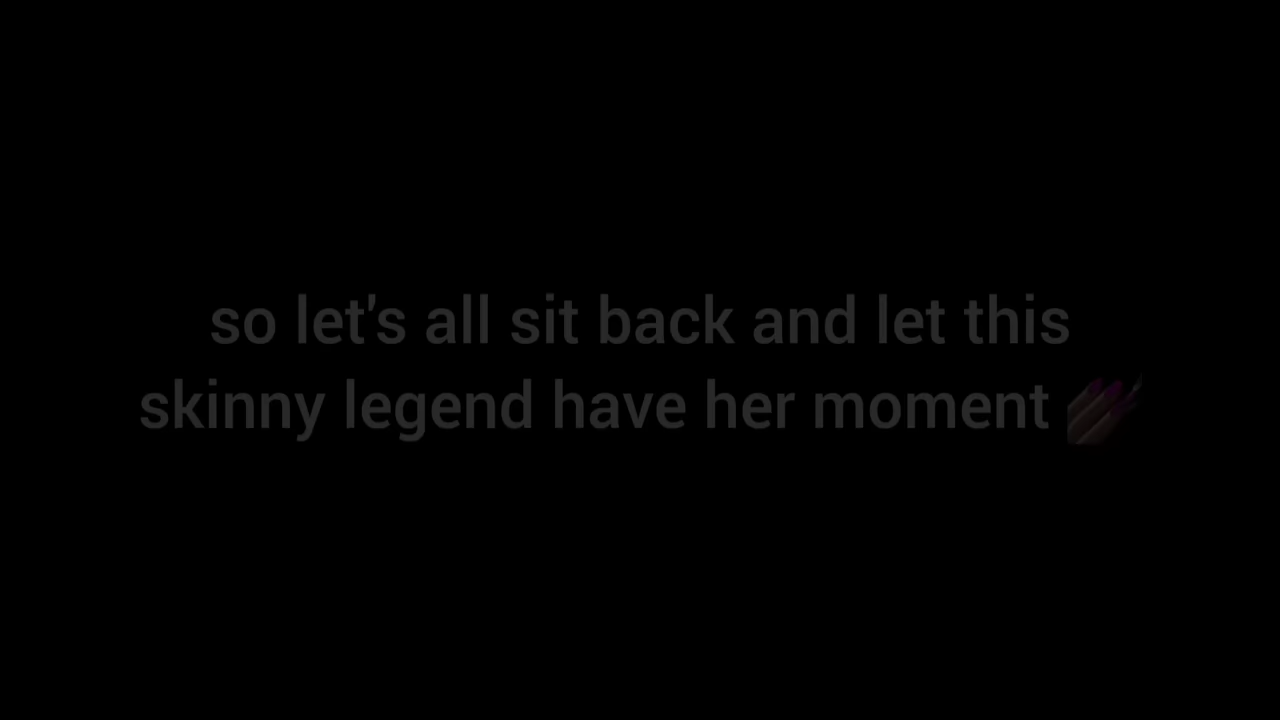 so let's all sit back and let this
skinny legend have her moment 💅